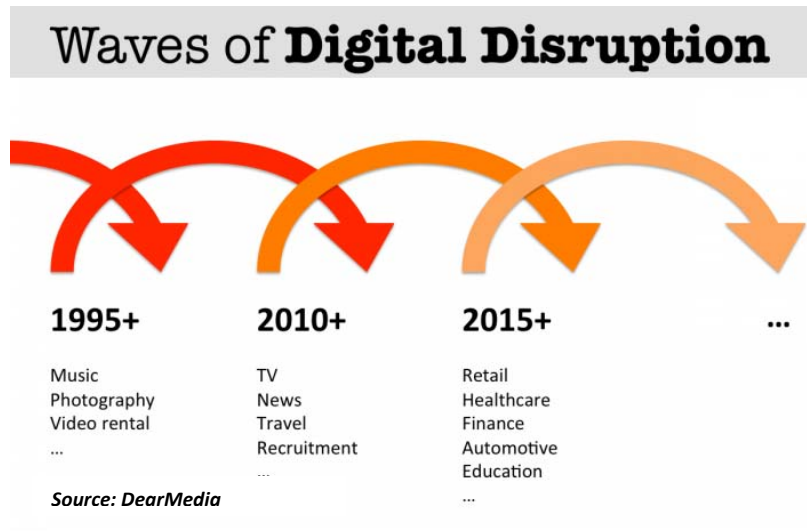 Waves of Digital Disruption
1995+
Music
Photography
Video rental
...
2010+
TV
News
Travel
Recruitment
...
2015+
Retail
Healthcare
Finance
Automotive
Education
...
...
Source: DearMedia